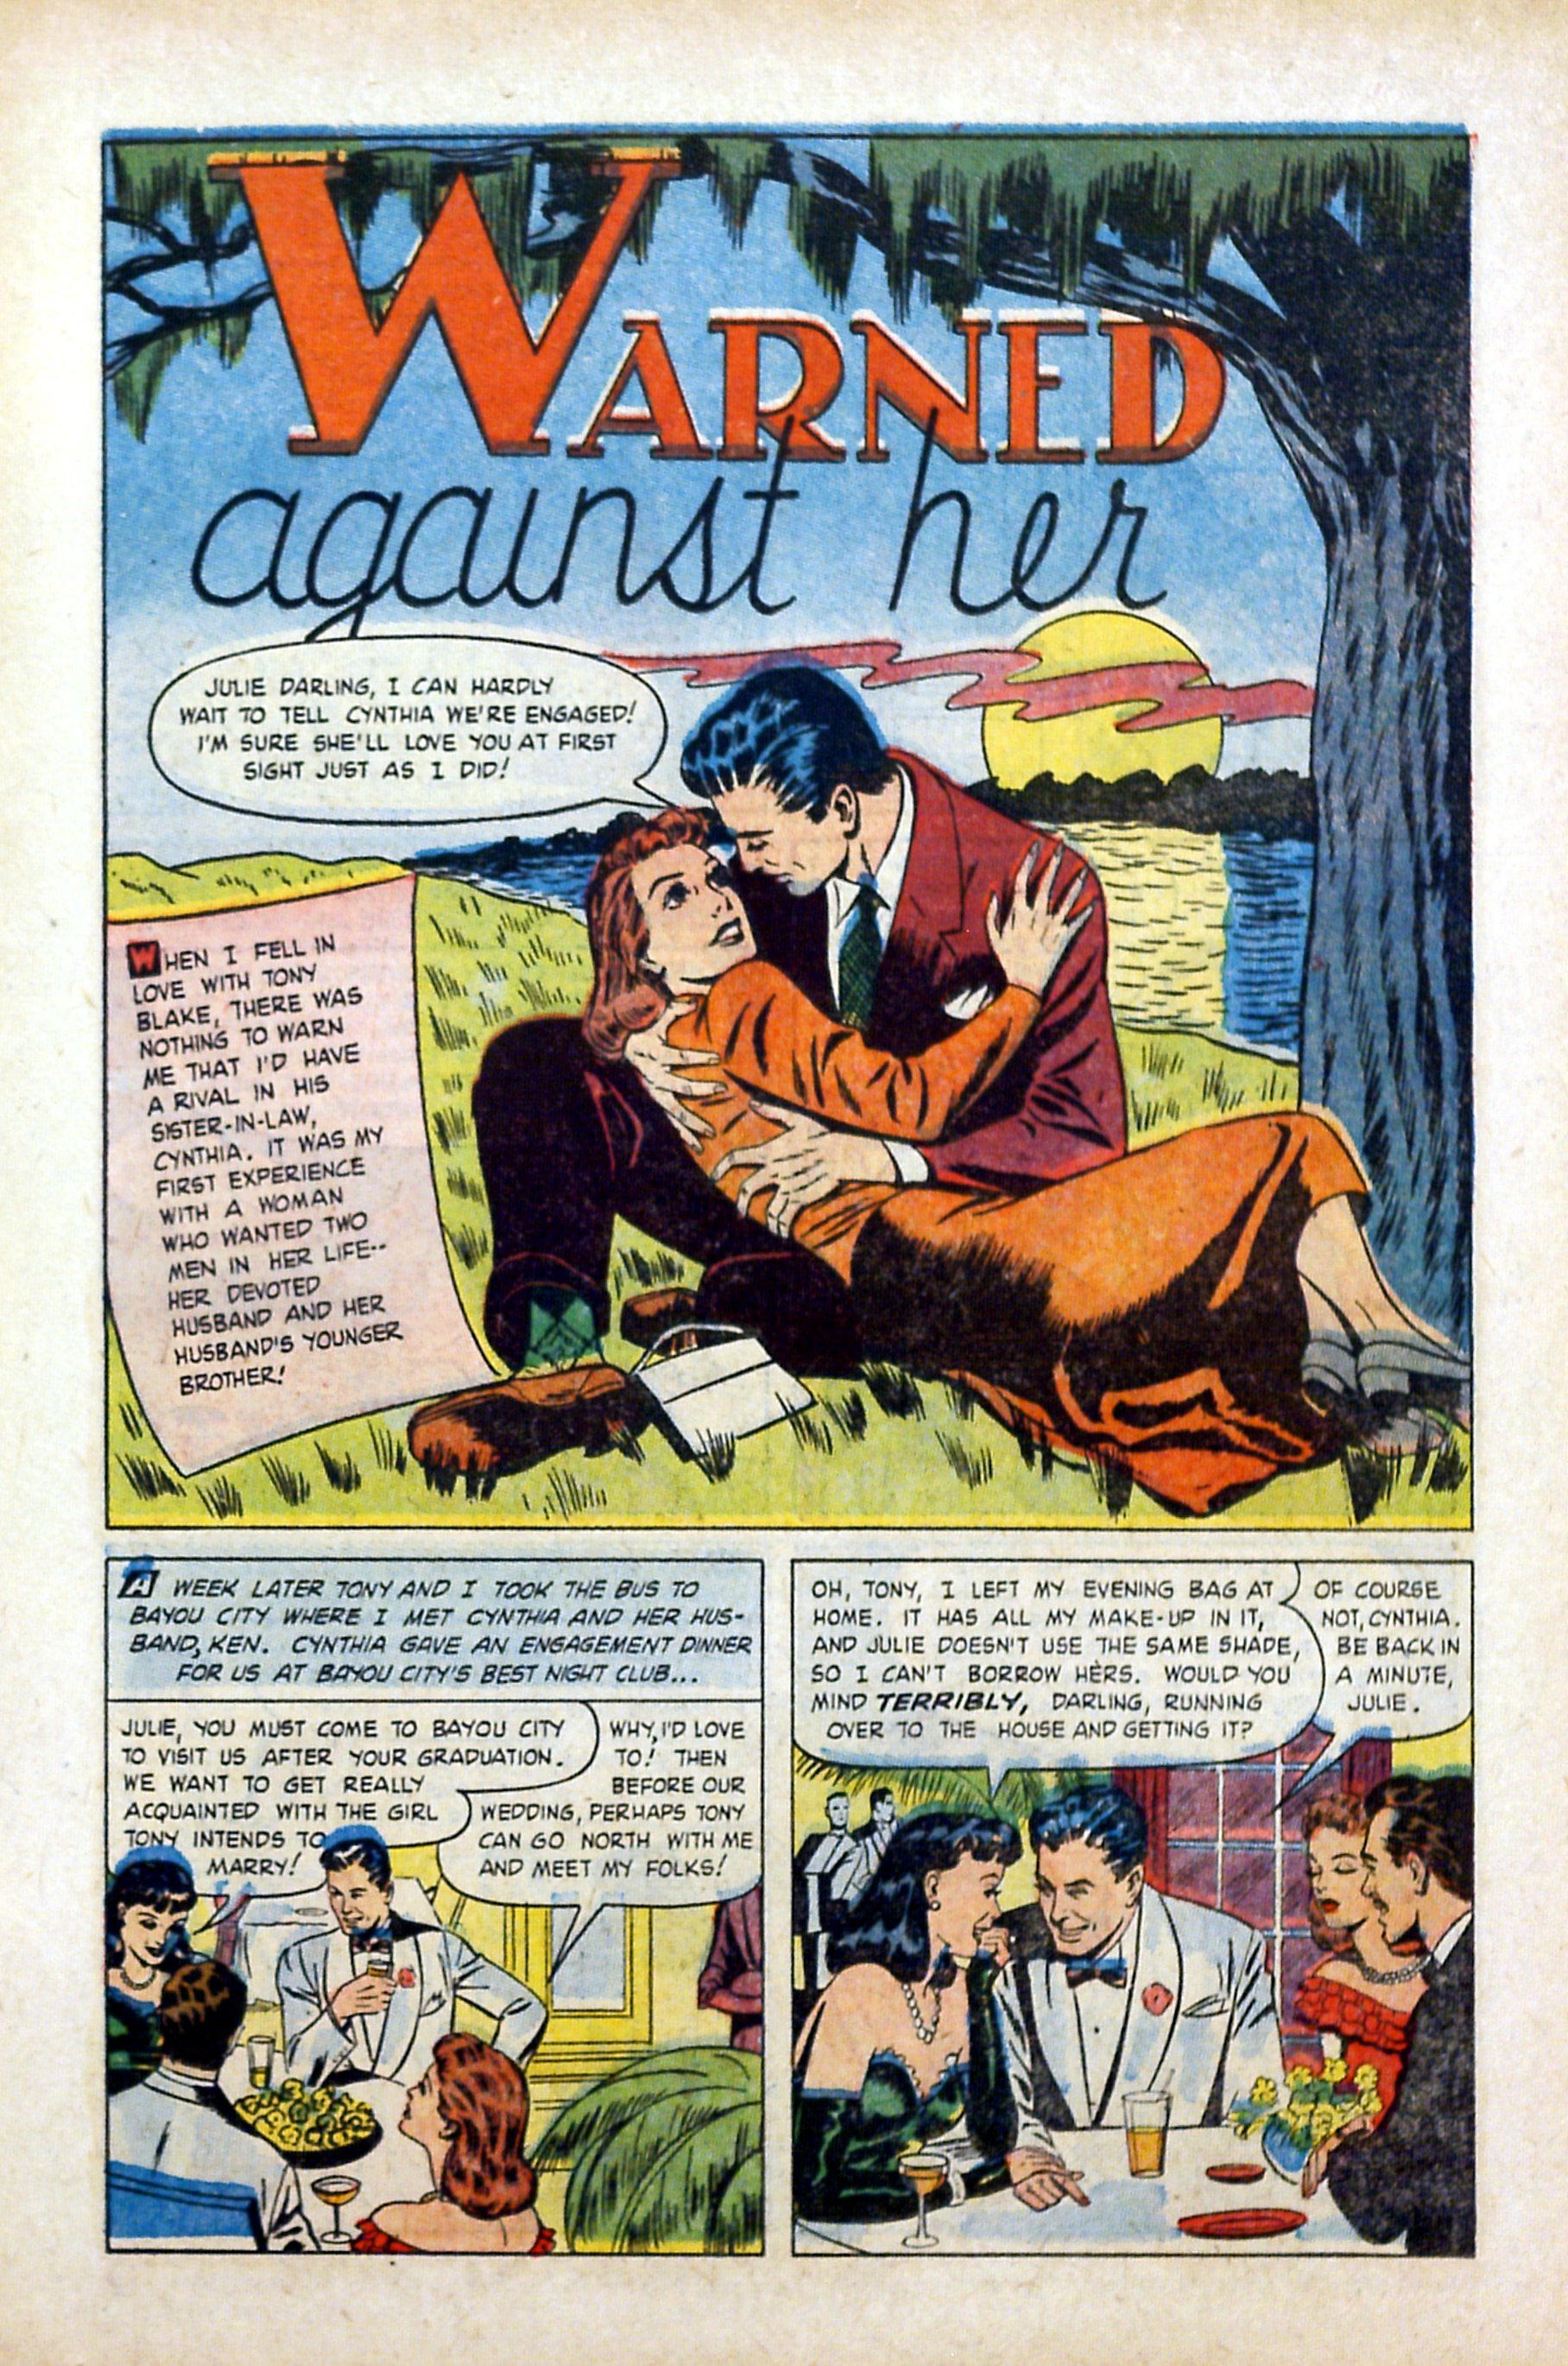 WARNED
against her
JULIE DARLING, I CAN HARDLY
WAIT TO TELL CYNTHIA WE'RE ENGAGED!
I'M SURE SHE'LL LOVE YOU AT FIRST
SIGHT JUST AS I DID!
WHEN I FELL IN
LOVE WITH TONY
BLAKE, THERE WAS
NOTHING TO WARN
ME THAT I'D HAVE
A RIVAL IN HIS
SISTER-IN-LAW,
CYNTHIA. IT WAS MY
FIRST EXPERIENCE
WITH A WOMAN
WHO WANTED TWO
MEN IN HER LIFE--
HER DEVOTED
HUSBAND AND HER
HUSBAND'S YOUNGER
BROTHER!
A WEEK LATER TONY AND I TOOK THE BUS TO
BAYOU CITY WHERE I MET CYNTHIA AND HER HUS-
BAND, KEN. CYNTHIA GAVE AN ENGAGEMENT DINNER
FOR US AT BAYOU CITY'S BEST NIGHT CLUB...
JULIE, YOU MUST COME TO BAYOU CITY
TO VISIT US AFTER YOUR GRADUATION.
WE WANT TO GET REALLY
ACQUAINTED WITH THE GIRL
TONY INTENDS TO
MARRY!
WHY, I'D LOVE
TO! THEN
BEFORE OUR
WEDDING, PERHAPS TONY
CAN GO NORTH WITH ME
AND MEET MY FOLKS!
OH, TONY, I LEFT MY EVENING BAG AT
HOME. IT HAS ALL MY MAKE-UP IN IT,
AND JULIE DOESN'T USE THE SAME SHADE,
SO I CAN'T BORROW HERS. WOULD YOU
MIND TERRIBLY, DARLING, RUNNING
OVER TO THE HOUSE AND GETTING IT?
OF COURSE
NOT, CYNTHIA.
BE BACK IN
A MINUTE,
JULIE.